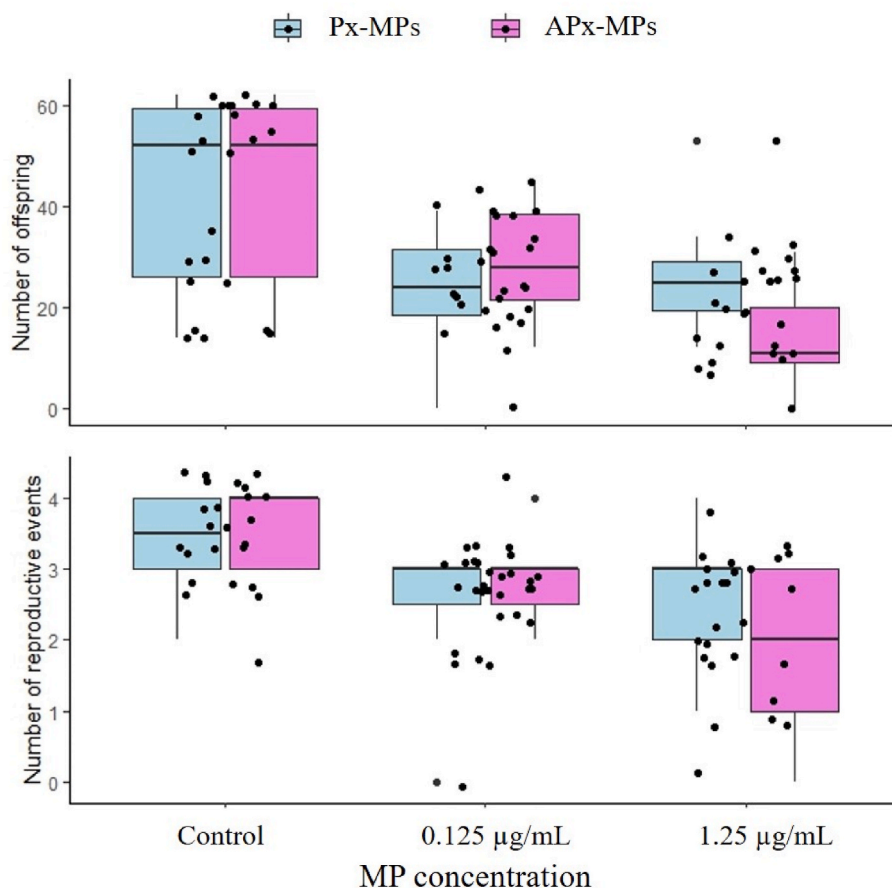 Px-MPs APx-MPs
Number of offspring
60
40
20
0
Number of reproductive events
4
3
2
1
0
Control 0.125 µg/mL 1.25 µg/mL
MP concentration